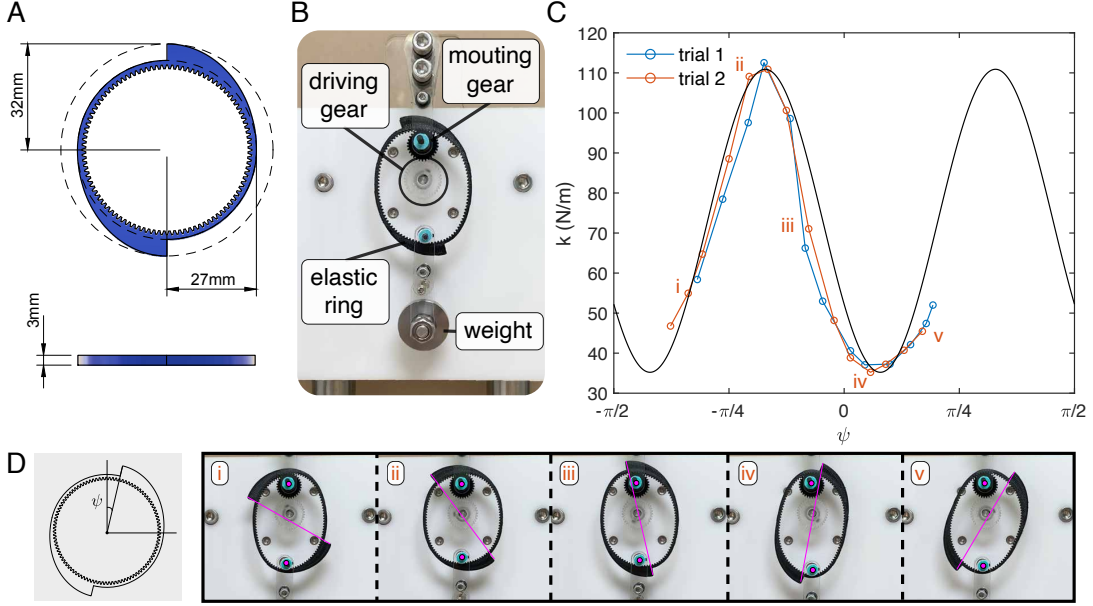 A
32mm
27mm
3mm
B
driving
gear
mouting
gear
elastic
ring
weight
C
k (N/m)
120
110
100
90
80
70
60
50
40
30
trial 1
trial 2
i
ii
iii
iv
v
-π/2
-π/4
0
π/4
π/2
ψ
D
ψ
i
ii
iii
iv
v